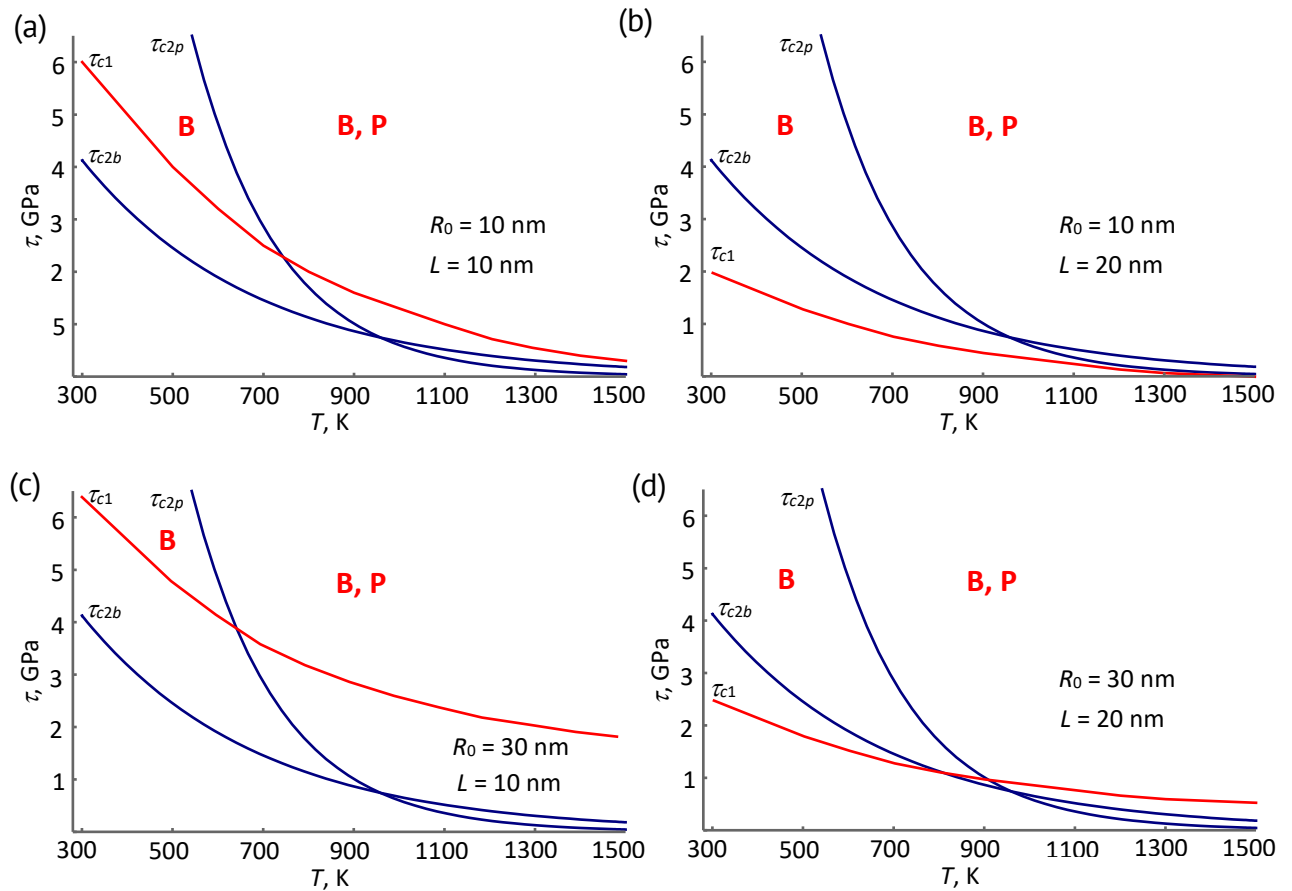 (a)
τc2p
τc1
6
B
B, P
5
τc2b
4
τ, GPa
3
R0 = 10 nm
L = 10 nm
2
5
300 500 700 900 1100 1300 1500
T, K
(b)
τc2p
6
B
B, P
5
τc2b
4
τ, GPa
3
R0 = 10 nm
τc1
L = 20 nm
2
1
300 500 700 900 1100 1300 1500
T, K
(c)
τc1
τc2p
6
B
B, P
5
τc2b
4
τ, GPa
3
2
R0 = 30 nm
L = 10 nm
1
300 500 700 900 1100 1300 1500
T, K
(d)
τc2p
6
B
B, P
5
τc2b
4
τ, GPa
3
R0 = 30 nm
τc1
L = 20 nm
2
1
300 500 700 900 1100 1300 1500
T, K